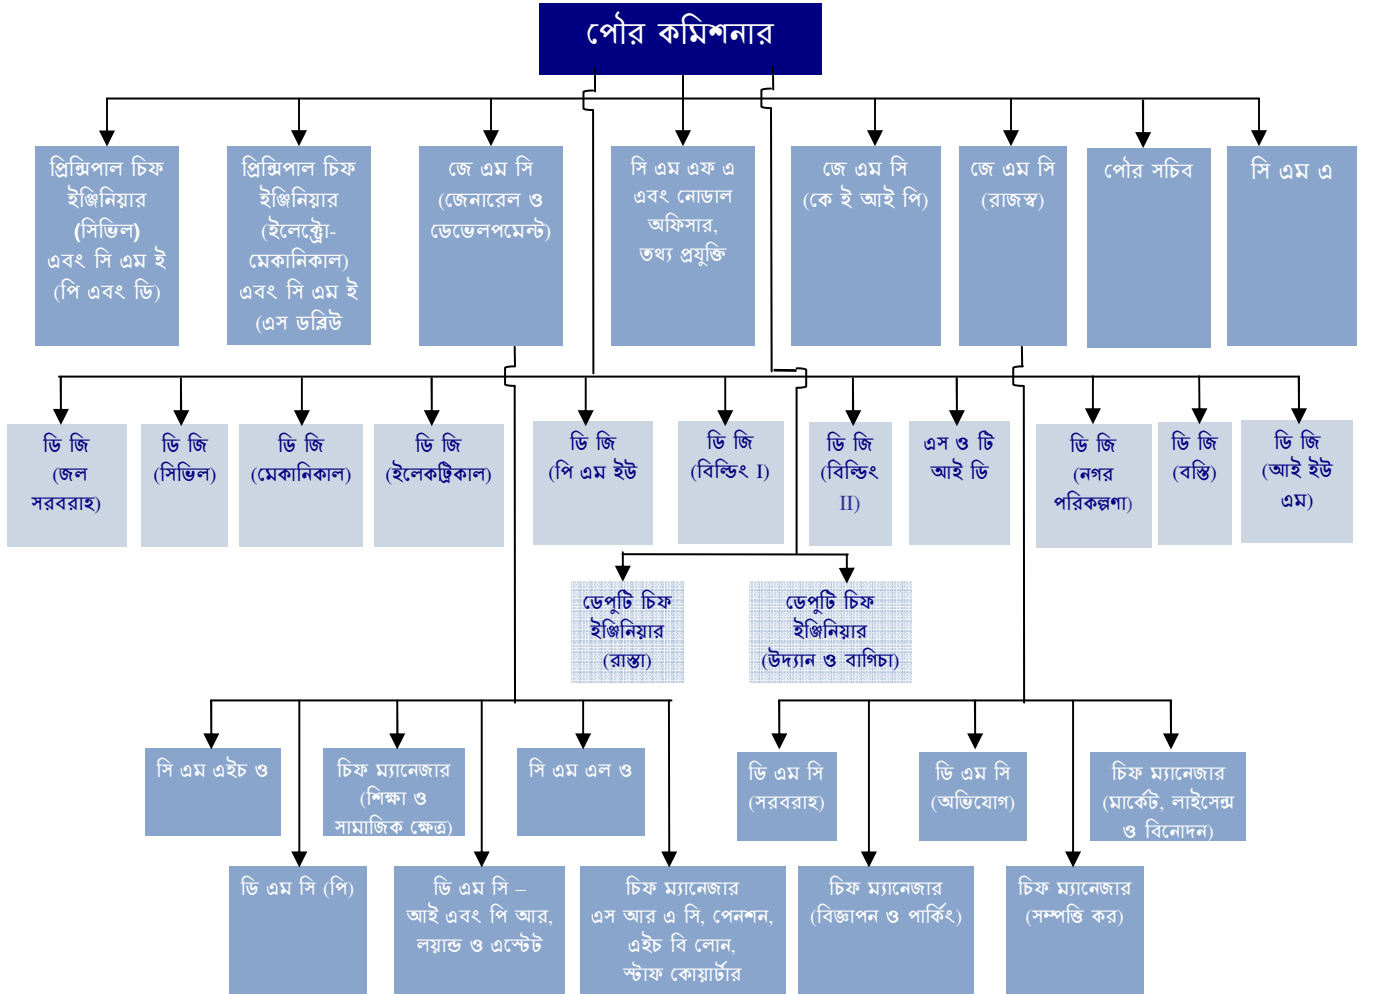 পৌর কমিশনার
প্রিন্সিপাল চিফ
ইঞ্জিনিয়ার
(সিভিল)
এবং সি এম ই
(পি এবং ডি)
প্রিন্সিপাল চিফ
ইঞ্জিনিয়ার
(ইলেক্ট্রো-
মেকানিকাল)
এবং সি এম ই
(এস ডব্লিউ
জে এম সি
(জেনারেল ও
ডেভেলপমেন্ট)
সি এম এফ এ
এবং নোডাল
অফিসার,
তথ্য প্রযুক্তি
জে এম সি
(কে ই আই পি)
জে এম সি
(রাজস্ব)
পৌর সচিব
সি এম এ
ডি জি
(জল
সরবরাহ)
ডি জি
(সিভিল)
ডি জি
(মেকানিকাল)
ডি জি
(ইলেকট্রিকাল)
ডি জি
(পি এম ইউ
ডি জি
(বিল্ডিং I)
ডি জি
(বিল্ডিং
II)
এস ও টি
আই ডি
ডি জি
(নগর
পরিকল্পণা)
ডি জি
(বস্তি)
ডি জি
(আই ইউ
এম)
ডেপুটি চিফ
ইঞ্জিনিয়ার
(রাস্তা)
ডেপুটি চিফ
ইঞ্জিনিয়ার
(উদ্যান ও বাগিচা)
সি এম এইচ ও
চিফ ম্যানেজার
(শিক্ষা ও
সামাজিক ক্ষেত্র)
সি এম এল ও
ডি এম সি
(সরবরাহ)
ডি এম সি
(অভিযোগ)
চিফ ম্যানেজার
(মার্কেট, লাইসেন্স
ও বিনোদন)
ডি এম সি (পি)
ডি এম সি –
আই এবং পি আর,
লয়ান্ড ও এস্টেট
চিফ ম্যানেজার
এস আর এ সি, পেনশন,
এইচ বি লোন,
স্টাফ কোয়ার্টার
চিফ ম্যানেজার
(বিজ্ঞাপন ও পার্কিং)
চিফ ম্যানেজার
(সম্পত্তি কর)